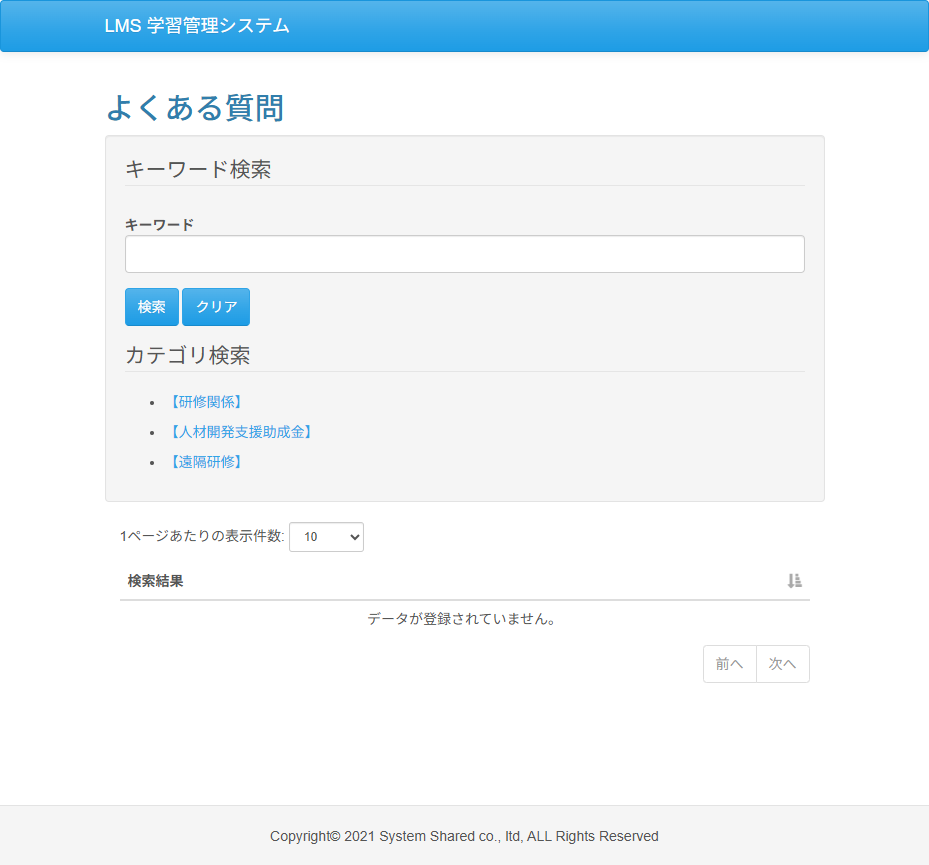 LMS 学習管理システム
よくある質問
キーワード検索
キーワード
検索 クリア
カテゴリ検索
【研修関係】
【人材開発支援助成金】
【遠隔研修】
1ページあたりの表示件数: 10
検索結果
データが登録されていません。
前へ 次へ
Copyright© 2021 System Shared co., ltd, ALL Rights Reserved